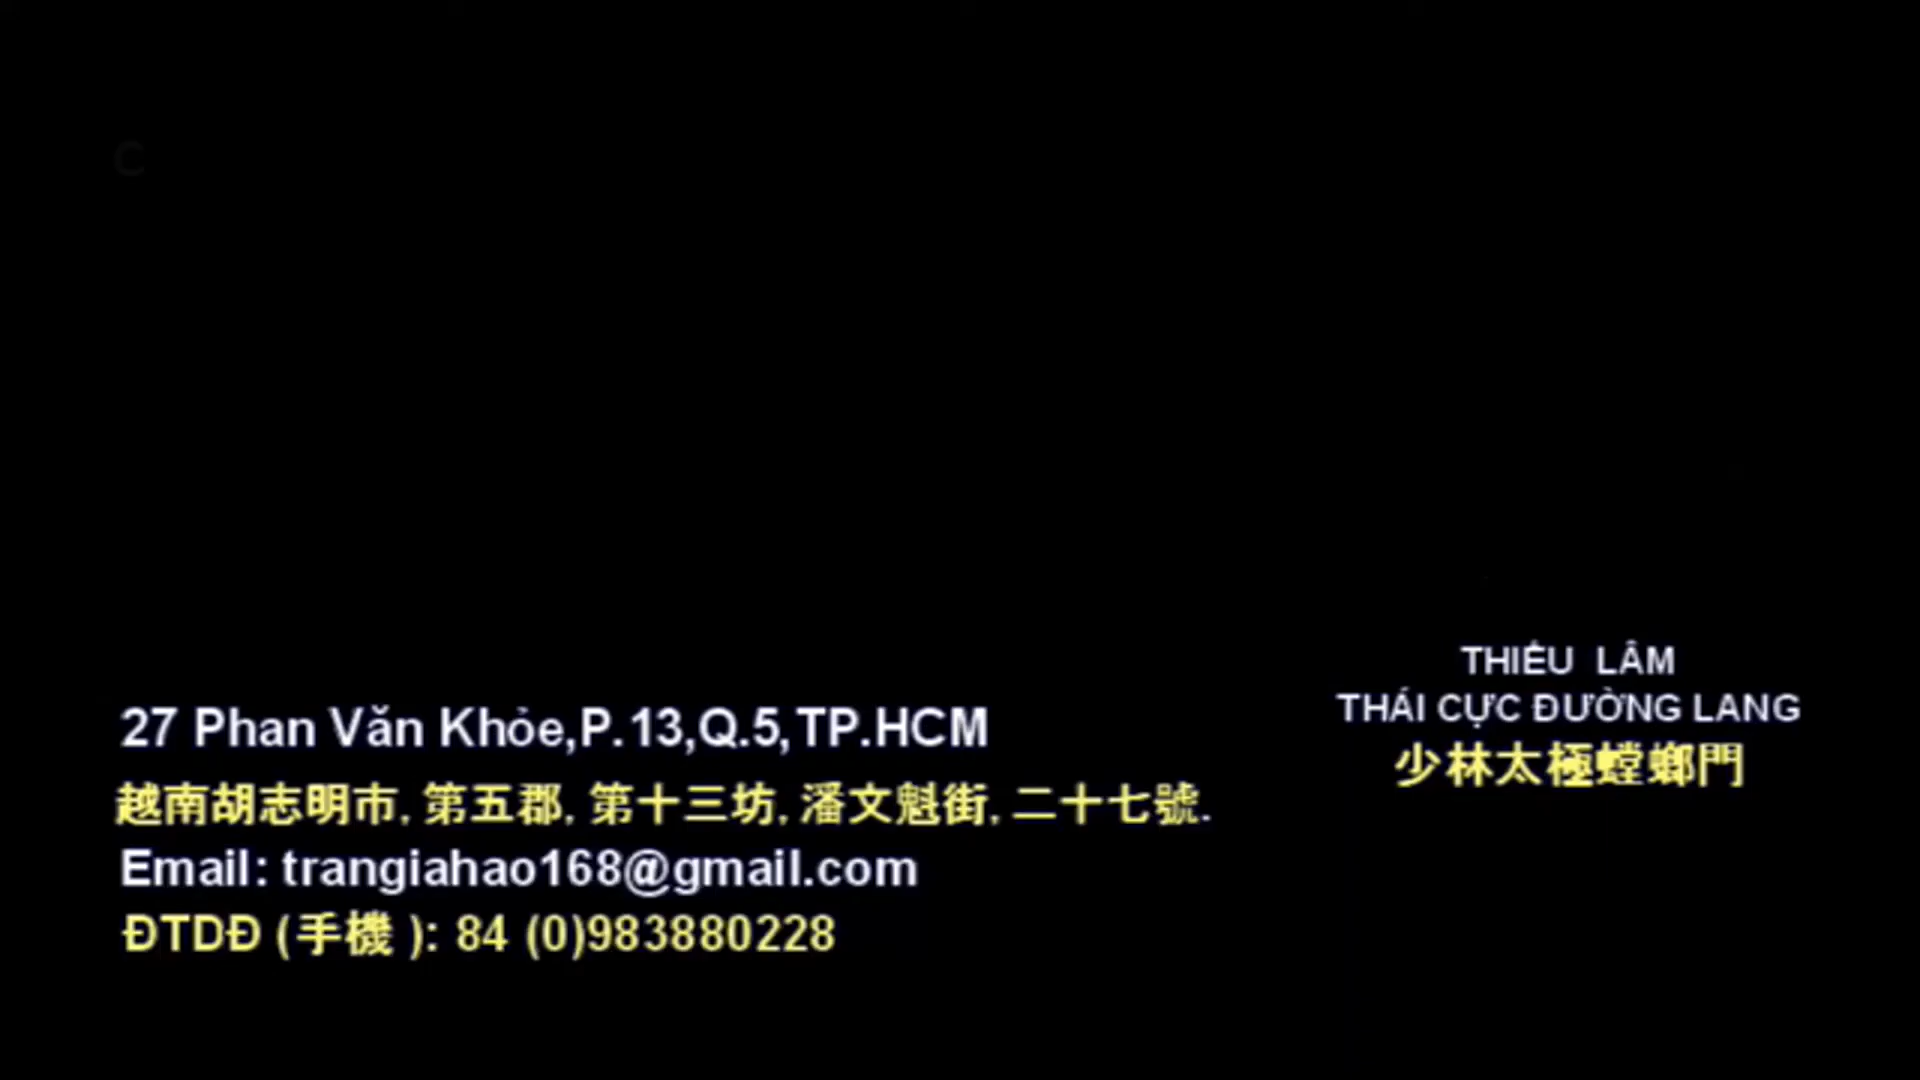 C
THIẾU LÂM
THÁI CỰC ĐƯỜNG LANG
少林太極螳螂門
27 Phan Văn Khỏe,P.13,Q.5,TP.HCM
越南胡志明市, 第五郡, 第十三坊, 潘文魁街, 二十七號.
Email: trangiahao168@gmail.com
ĐTDĐ (手機 ): 84 (0)983880228